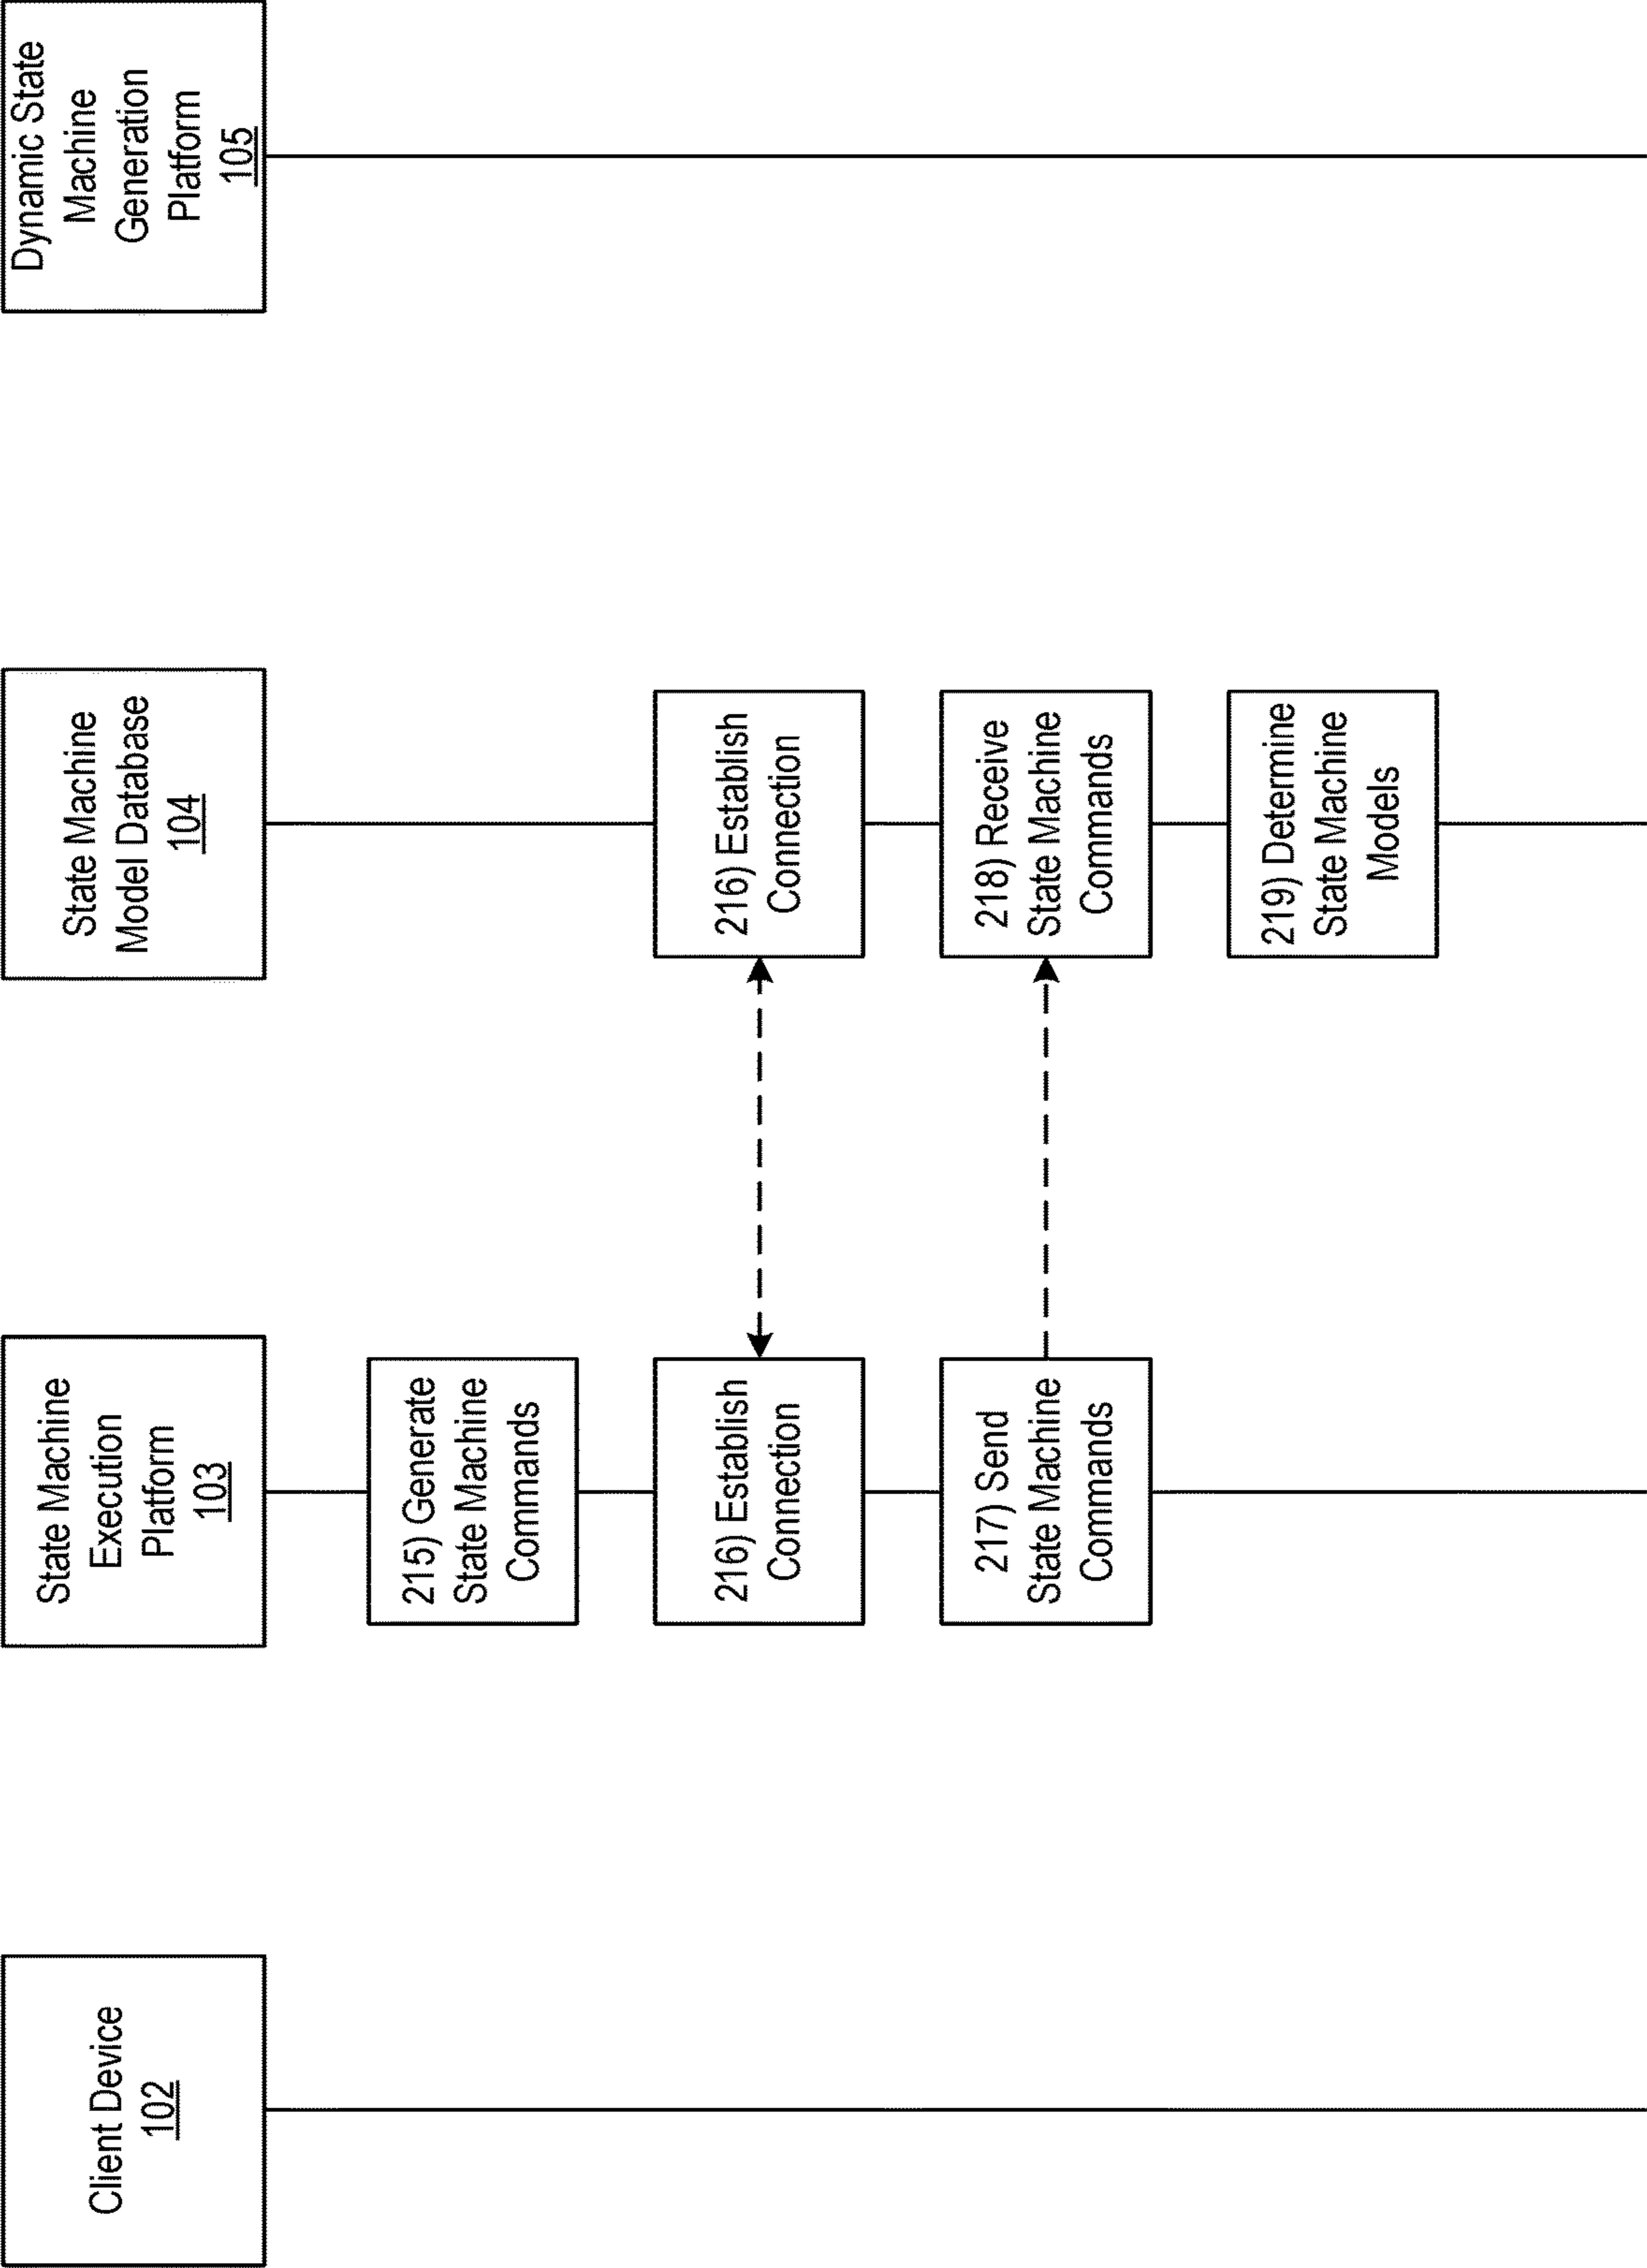 Client Device
102
State Machine
Execution
Platform
103
State Machine
Model Database
104
Dynamic State
Machine
Generation
Platform
105
215) Generate
State Machine
Commands
216) Establish
Connection
216) Establish
Connection
217) Send
State Machine
Commands
218) Receive
State Machine
Commands
219) Determine
State Machine
Models